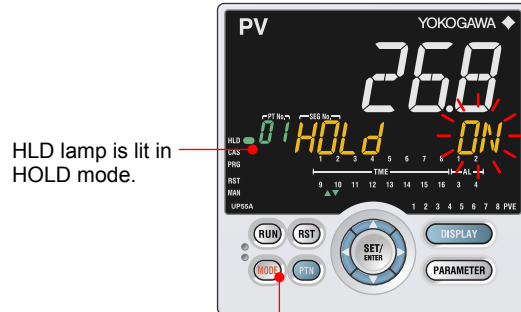 PV YOKOGAWA
26.8
PT No. SEG No.
01 HOLd ON
HLD lamp is lit in
HOLD mode.
HLD
CAS
PRG
RST
MAN
1 2 3 4 5 6 7 8 1 2
TME AL
9 10 11 12 13 14 15 16 3 4
UP55A 1 2 3 4 5 6 7 8 PVE
RUN RST
SET/
ENTER
DISPLAY
MODE PTN
PARAMETER